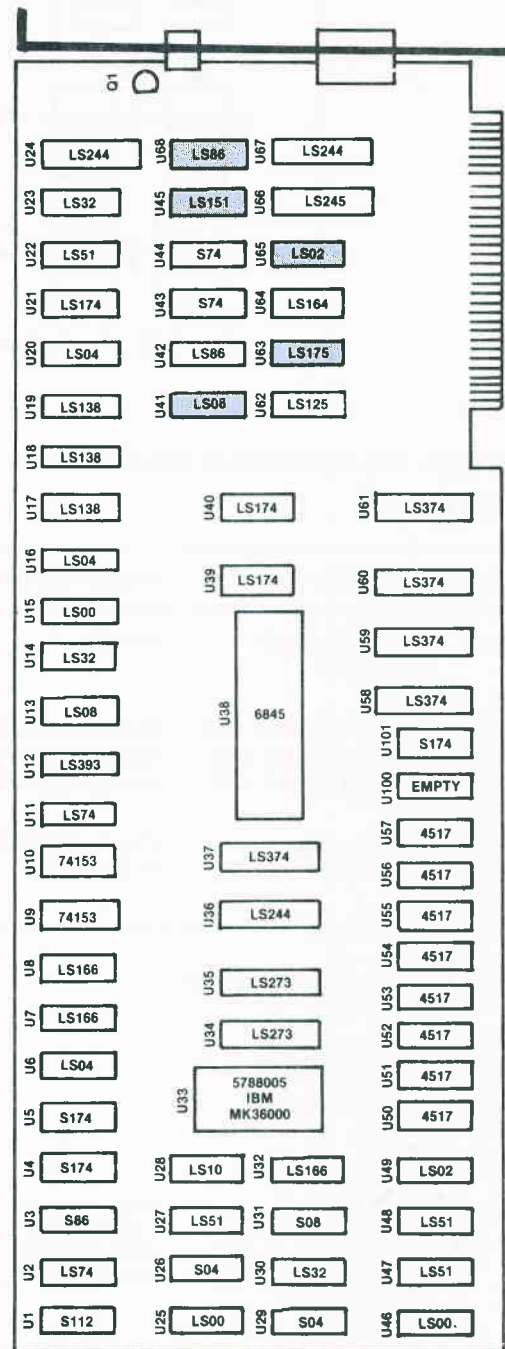 Q1
U24 LS244 U68 LS86 U67 LS244
U23 LS32 U45 LS151 U66 LS245
U22 LS51 U44 S74 U65 LS02
U21 LS174 U43 S74 U64 LS164
U20 LS04 U42 LS86 U63 LS175
U19 LS138 U41 LS08 U62 LS125
U18 LS138
U17 LS138 U40 LS174 U61 LS374
U16 LS04 U39 LS174 U60 LS374
U15 LS00
U14 LS32 U59 LS374
U13 LS08 U38 6845 U58 LS374
U101 S174
U12 LS393 U100 EMPTY
U11 LS74 U57 4517
U10 74153 U37 LS374 U56 4517
U9 74153 U36 LS244 U55 4517
U8 LS166 U35 LS273 U54 4517
U53 4517
U7 LS166 U34 LS273 U52 4517
U6 LS04 U33 5788005 U51 4517
IBM
MK36000
U5 S174 U50 4517
U4 S174 U28 LS10 U32 LS166 U49 LS02
U3 S86 U27 LS51 U31 S08 U48 LS51
U2 LS74 U26 S04 U30 LS32 U47 LS51
U1 S112 U25 LS00 U29 S04 U46 LS00.